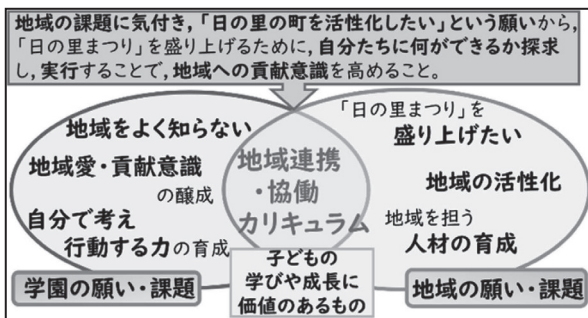 地域の課題に気付き，「日の里の町を活性化したい」という願いから，
「日の里まつり」を盛り上げるために，自分たちに何ができるか探求
し，実行することで，地域への貢献意識を高めること。
地域をよく知らない
地域愛・貢献意識
の醸成
自分で考え
行動する力の育成
学園の願い・課題
地域連携
・協働
カリキュラム
子どもの
学びや成長に
価値のあるもの
「日の里まつり」を
盛り上げたい
地域の活性化
地域を担う
人材の育成
地域の願い・課題